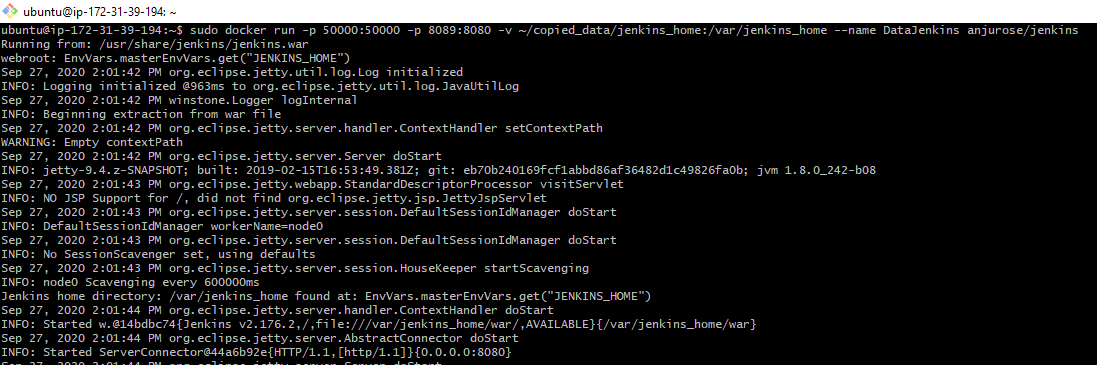 ubuntu@ip-172-31-39-194: ~
ubuntu@ip-172-31-39-194:~$ sudo docker run -p 50000:50000 -p 8089:8080 -v ~/copied_data/jenkins_home:/var/jenkins_home --name DataJenkins anjurose/jenkins
Running from: /usr/share/jenkins/jenkins.war
webroot: EnvVars.masterEnvVars.get("JENKINS_HOME")
Sep 27, 2020 2:01:42 PM org.eclipse.jetty.util.log.Log initialized
INFO: Logging initialized @963ms to org.eclipse.jetty.util.log.JavaUtilLog
Sep 27, 2020 2:01:42 PM winstone.Logger logInternal
INFO: Beginning extraction from war file
Sep 27, 2020 2:01:42 PM org.eclipse.jetty.server.handler.ContextHandler setContextPath
WARNING: Empty contextPath
Sep 27, 2020 2:01:42 PM org.eclipse.jetty.server.Server doStart
INFO: jetty-9.4.z-SNAPSHOT; built: 2019-02-15T16:53:49.381Z; git: eb70b240169fcf1abbd86af36482d1c49826fa0b; jvm 1.8.0_242-b08
Sep 27, 2020 2:01:43 PM org.eclipse.jetty.webapp.StandardDescriptorProcessor visitServlet
INFO: NO JSP Support for /, did not find org.eclipse.jetty.jsp.JettyJspServlet
Sep 27, 2020 2:01:43 PM org.eclipse.jetty.server.session.DefaultSessionIdManager doStart
INFO: DefaultSessionIdManager workerName=node0
Sep 27, 2020 2:01:43 PM org.eclipse.jetty.server.session.DefaultSessionIdManager doStart
INFO: No SessionScavenger set, using defaults
Sep 27, 2020 2:01:43 PM org.eclipse.jetty.server.session.HouseKeeper startScavenging
INFO: node0 Scavenging every 600000ms
Jenkins home directory: /var/jenkins_home found at: EnvVars.masterEnvVars.get("JENKINS_HOME")
Sep 27, 2020 2:01:44 PM org.eclipse.jetty.server.handler.ContextHandler doStart
INFO: Started w.@14bdbc74{Jenkins v2.176.2,/,file:///var/jenkins_home/war/,AVAILABLE}{/var/jenkins_home/war}
Sep 27, 2020 2:01:44 PM org.eclipse.jetty.server.AbstractConnector doStart
INFO: Started ServerConnector@44a6b92e{HTTP/1.1,[http/1.1]}{0.0.0.0:8080}
Sep 27, 2020 2:01:44 PM org.eclipse.jetty.server.Server doStart